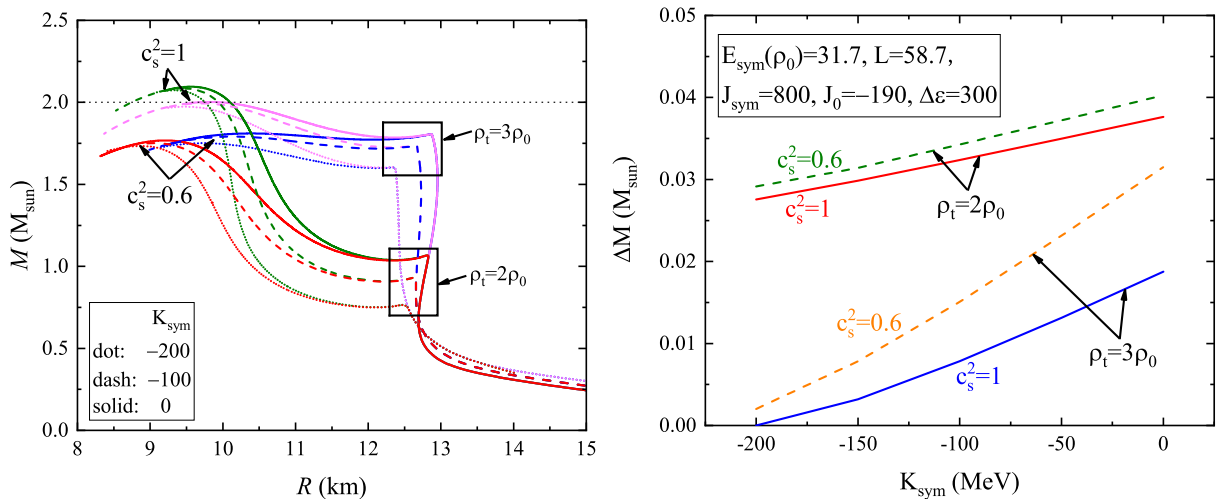 2.5
2.0
1.5
1.0
0.5
0.0
M (M_sun)
c_s^2=1
c_s^2=0.6
ρ_t=3ρ_0
ρ_t=2ρ_0
K_sym
dot: −200
dash: −100
solid: 0
8 9 10 11 12 13 14 15
R (km)
0.05
0.04
0.03
0.02
0.01
0.00
ΔM (M_sun)
E_sym(ρ_0)=31.7, L=58.7,
J_sym=800, J_0=−190, Δε=300
c_s^2=0.6
c_s^2=1
ρ_t=2ρ_0
c_s^2=0.6
ρ_t=3ρ_0
c_s^2=1
-200 -150 -100 -50 0
K_sym (MeV)